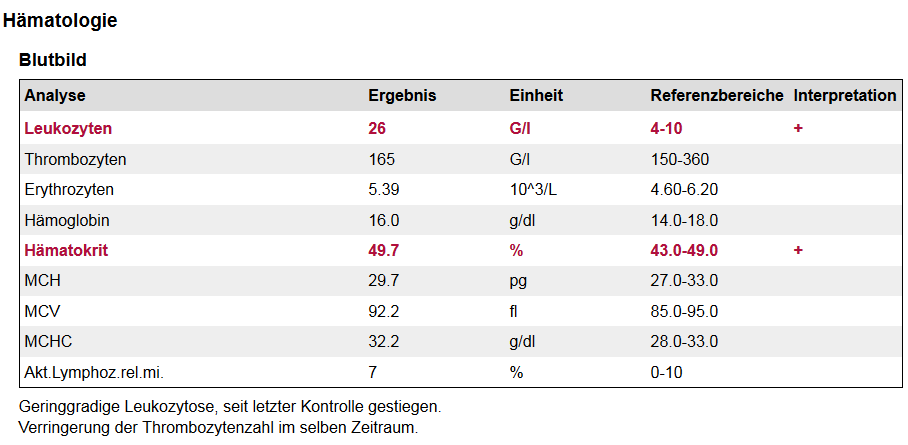 Hämatologie
Blutbild
Analyse Ergebnis Einheit Referenzbereiche Interpretation
Leukozyten 26 G/l 4-10 +
Thrombozyten 165 G/l 150-360
Erythrozyten 5.39 10^3/L 4.60-6.20
Hämoglobin 16.0 g/dl 14.0-18.0
Hämatokrit 49.7 % 43.0-49.0 +
MCH 29.7 pg 27.0-33.0
MCV 92.2 fl 85.0-95.0
MCHC 32.2 g/dl 28.0-33.0
Akt.Lymphoz.rel.mi. 7 % 0-10
Geringgradige Leukozytose, seit letzter Kontrolle gestiegen.
Verringerung der Thrombozytenzahl im selben Zeitraum.